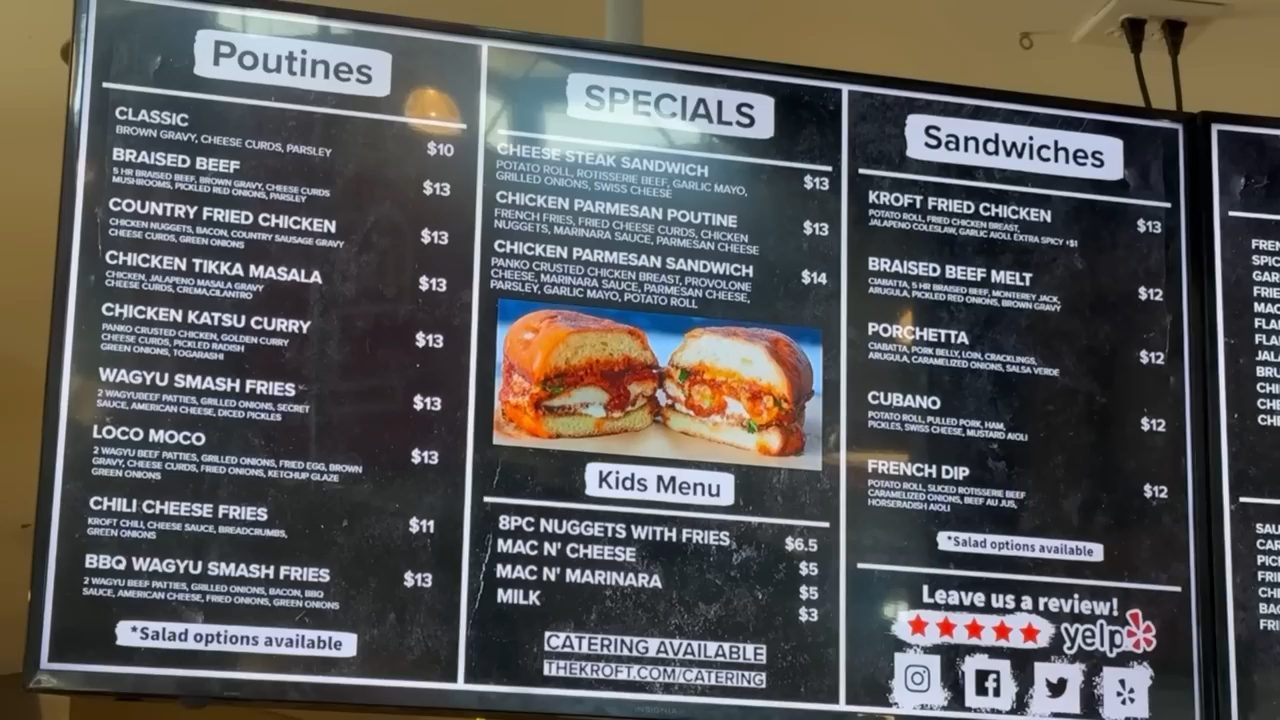 Poutines
CLASSIC
BROWN GRAVY, CHEESE CURDS, PARSLEY
$10
BRAISED BEEF
5 HR BRAISED BEEF, BROWN GRAVY, CHEESE CURDS
MUSHROOMS, PICKLED RED ONIONS, PARSLEY
$13
COUNTRY FRIED CHICKEN
CHICKEN NUGGETS, BACON, COUNTRY SAUSAGE GRAVY
CHEESE CURDS, GREEN ONIONS
$13
CHICKEN TIKKA MASALA
CHICKEN, JALAPENO MASALA GRAVY
CHEESE CURDS, CREMA,CILANTRO
$13
CHICKEN KATSU CURRY
PANKO CRUSTED CHICKEN, GOLDEN CURRY
CHEESE CURDS, PICKLED RADISH
GREEN ONIONS, TOGARASHI
$13
WAGYU SMASH FRIES
2 WAGYUBEEF PATTIES, GRILLED ONIONS, SECRET
SAUCE, AMERICAN CHEESE, DICED PICKLES
$13
LOCO MOCO
2 WAGYU BEEF PATTIES, GRILLED ONIONS, FRIED EGG, BROWN
GRAVY, CHEESE CURDS, FRIED ONIONS, KETCHUP GLAZE
GREEN ONIONS
$13
CHILI CHEESE FRIES
KROFT CHILI, CHEESE SAUCE, BREADCRUMBS,
GREEN ONIONS
$11
BBQ WAGYU SMASH FRIES
2 WAGYU BEEF PATTIES, GRILLED ONIONS, BACON, BBQ
SAUCE, AMERICAN CHEESE, FRIED ONIONS, GREEN ONIONS
$13
*Salad options available
SPECIALS
CHEESE STEAK SANDWICH
POTATO ROLL, ROTISSERIE BEEF, GARLIC MAYO,
GRILLED ONIONS, SWISS CHEESE
$13
CHICKEN PARMESAN POUTINE
FRENCH FRIES, FRIED CHEESE CURDS, CHICKEN
NUGGETS, MARINARA SAUCE, PARMESAN CHEESE
$13
CHICKEN PARMESAN SANDWICH
PANKO CRUSTED CHICKEN BREAST, PROVOLONE
CHEESE, MARINARA SAUCE, PARMESAN CHEESE,
PARSLEY, GARLIC MAYO, POTATO ROLL
$14
Kids Menu
8PC NUGGETS WITH FRIES $6.5
MAC N' CHEESE $5
MAC N' MARINARA $5
MILK $3
CATERING AVAILABLE
THEKROFT.COM/CATERING
Sandwiches
KROFT FRIED CHICKEN
POTATO ROLL, FRIED CHICKEN BREAST,
JALAPENO COLESLAW, GARLIC AIOLI EXTRA SPICY +$1
$13
BRAISED BEEF MELT
CIABATTA, 5 HR BRAISED BEEF, MONTEREY JACK,
ARUGULA, PICKLED RED ONIONS, BROWN GRAVY
$12
PORCHETTA
CIABATTA, PORK BELLY, LOIN, CRACKLINGS,
ARUGULA, CARAMELIZED ONIONS, SALSA VERDE
$12
CUBANO
POTATO ROLL, PULLED PORK, HAM,
PICKLES, SWISS CHEESE, MUSTARD AIOLI
$12
FRENCH DIP
POTATO ROLL, SLICED ROTISSERIE BEEF
CARAMELIZED ONIONS, BEEF AU JUS,
HORSERADISH AIOLI
$12
*Salad options available
Leave us a review!
yelp
INSIGNIA